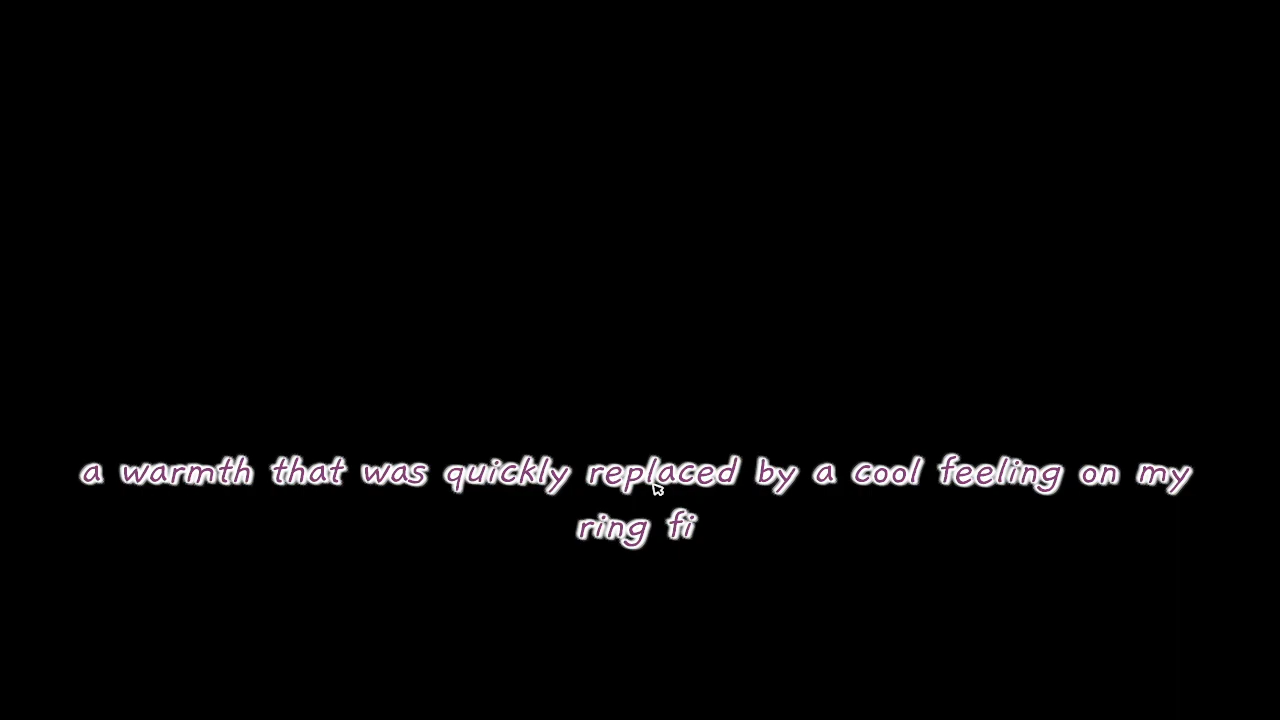 a warmth that was quickly replaced by a cool feeling on my
ring fi